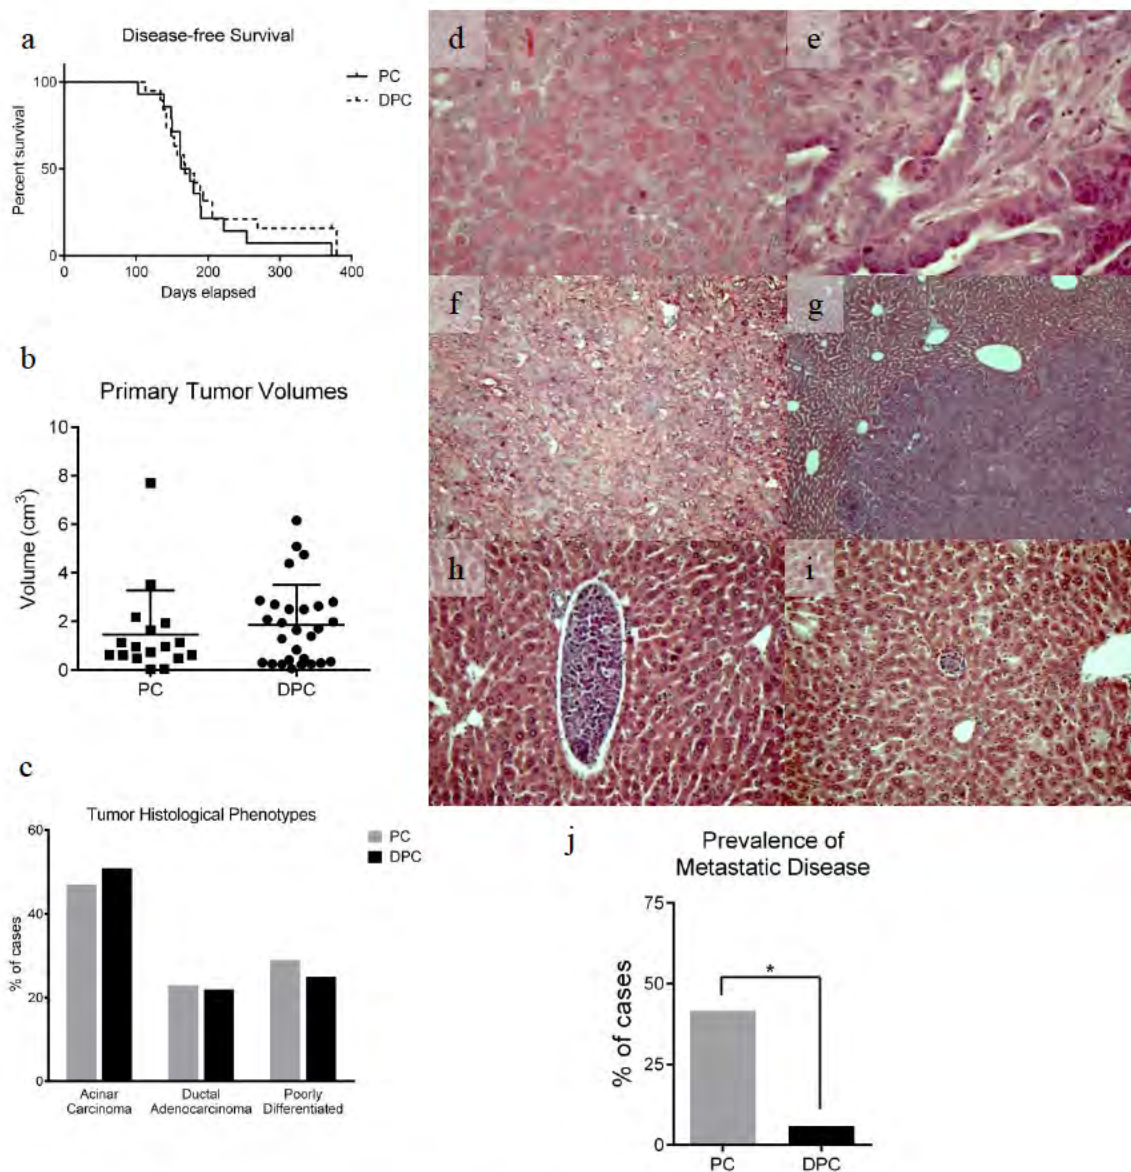 a
Disease-free Survival
PC
DPC
Percent survival
100
50
0
0 100 200 300 400
Days elapsed
b
Primary Tumor Volumes
Volume (cm³)
10
8
6
4
2
0
PC DPC
c
Tumor Histological Phenotypes
PC
DPC
% of cases
60
40
20
0
Acinar Carcinoma
Ductal Adenocarcinoma
Poorly Differentiated
d
e
f
g
h
i
j
Prevalence of
Metastatic Disease
% of cases
75
50
25
0
*
PC DPC